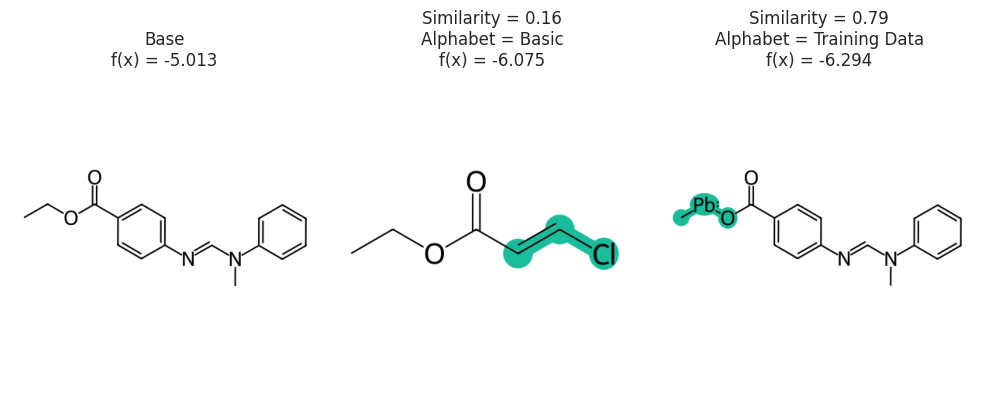 Base
f(x) = -5.013
Similarity = 0.16
Alphabet = Basic
f(x) = -6.075
Similarity = 0.79
Alphabet = Training Data
f(x) = -6.294
O
O
N
N
O
O
Cl
Pb:
O
O
N
N